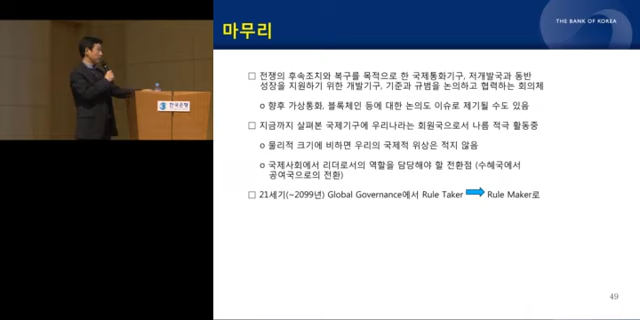 THE BANK OF KOREA
마무리
□ 전쟁의 후속조치와 복구를 목적으로 한 국제통화기구, 저개발국과 동반
성장을 지원하기 위한 개발기구, 기준과 규범을 논의하고 협력하는 회의체
o 향후 가상통화, 블록체인 등에 대한 논의도 이슈로 제기될 수도 있음
□ 지금까지 살펴본 국제기구에 우리나라는 회원국으로서 나름 적극 활동중
o 물리적 크기에 비하면 우리의 국제적 위상은 적지 않음
o 국제사회에서 리더로서의 역할을 담당해야 할 전환점 (수혜국에서
공여국으로의 전환)
□ 21세기(~2099년) Global Governance에서 Rule Taker ➡ Rule Maker로
한국은행
49